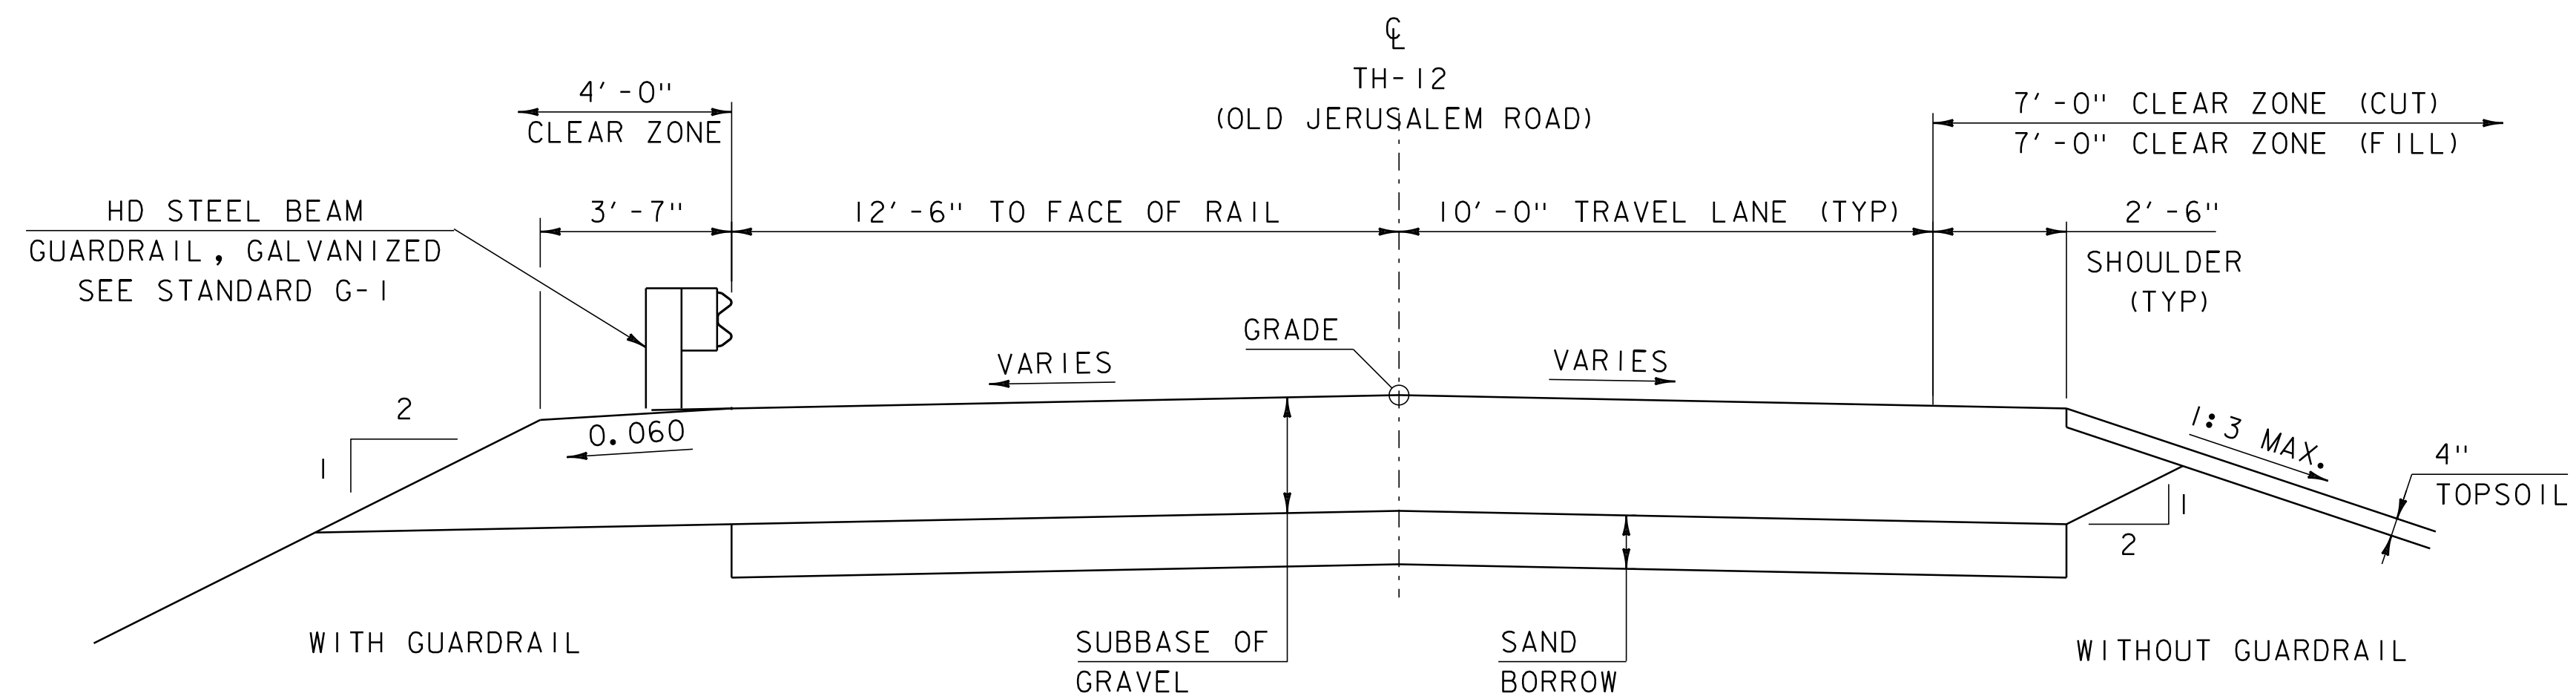 ℄
TH-12
(OLD JERUSALEM ROAD)
4'-0"
CLEAR ZONE
7'-0" CLEAR ZONE (CUT)
7'-0" CLEAR ZONE (FILL)
HD STEEL BEAM
GUARDRAIL, GALVANIZED
SEE STANDARD G-1
3'-7"
12'-6" TO FACE OF RAIL
10'-0" TRAVEL LANE (TYP)
2'-6"
SHOULDER
(TYP)
GRADE
VARIES
VARIES
2
1
0.060
1:3 MAX.
4"
TOPSOIL
1
2
WITH GUARDRAIL
SUBBASE OF
GRAVEL
SAND
BORROW
WITHOUT GUARDRAIL